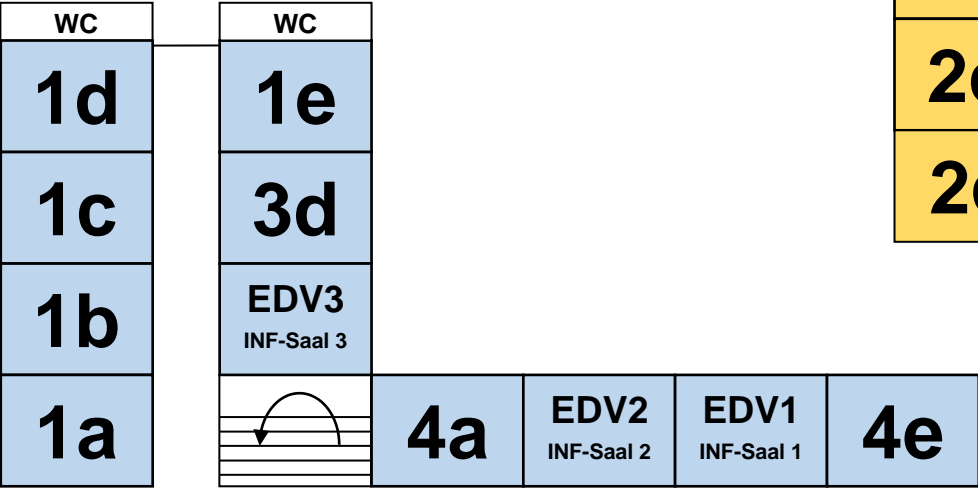 WC
WC
1d
1e
1c
3d
1b
EDV3
INF-Saal 3
1a
4a
EDV2
INF-Saal 2
EDV1
INF-Saal 1
4e